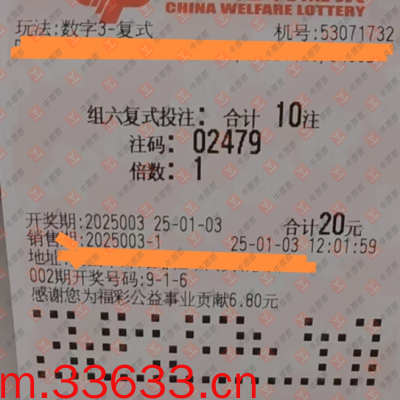 CHINA WELFARE LOTTERY
玩法:数字3-复式 机号:53071732
组六复式投注: 合计 10注
注码: 02479
倍数: 1
开奖期:2025003 25-01-03 合计20元
销售期:2025003-1 25-01-03 12:01:59
地址:
002期开奖号码:9-1-6
感谢您为福彩公益事业贡献6.80元
m.33633.cn